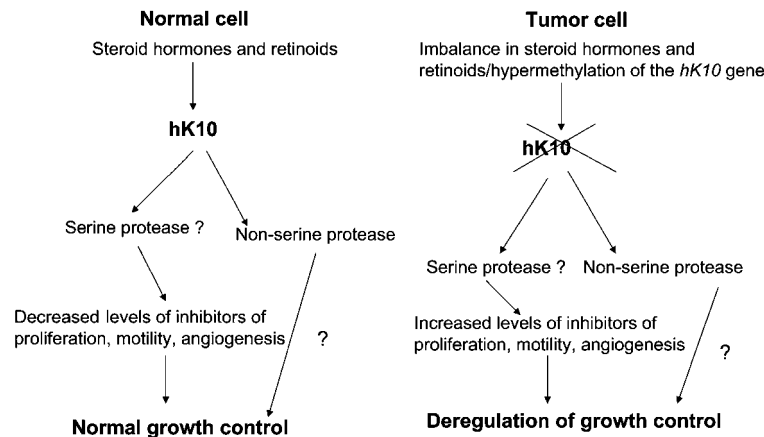 Normal cell
Steroid hormones and retinoids
hK10
Serine protease ?
Non-serine protease
Decreased levels of inhibitors of
proliferation, motility, angiogenesis
?
Normal growth control
Tumor cell
Imbalance in steroid hormones and
retinoids/hypermethylation of the hK10 gene
hK10
Serine protease ?
Non-serine protease
Increased levels of inhibitors of
proliferation, motility, angiogenesis
?
Deregulation of growth control